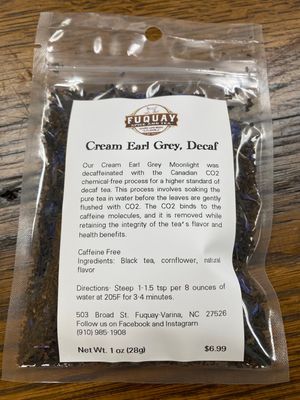 FUQUAY
Cream Earl Grey, Decaf
Our Cream Earl Grey Moonlight was
decaffeinated with the Canadian CO2
chemical-free process for a higher standard of
decaf tea. This process involves soaking the
pure tea in water before the leaves are gently
flushed with CO2. The CO2 binds to the
caffeine molecules, and it is removed while
retaining the integrity of the tea's flavor and
health benefits.
Caffeine Free
Ingredients: Black tea, cornflower, natural
flavor
Directions: Steep 1-1.5 tsp per 8 ounces of
water at 205F for 3-4 minutes.
503 Broad St. Fuquay-Varina, NC 27526
Follow us on Facebook and Instagram
(910) 985-1908
Net Wt. 1 oz (28g) $6.99